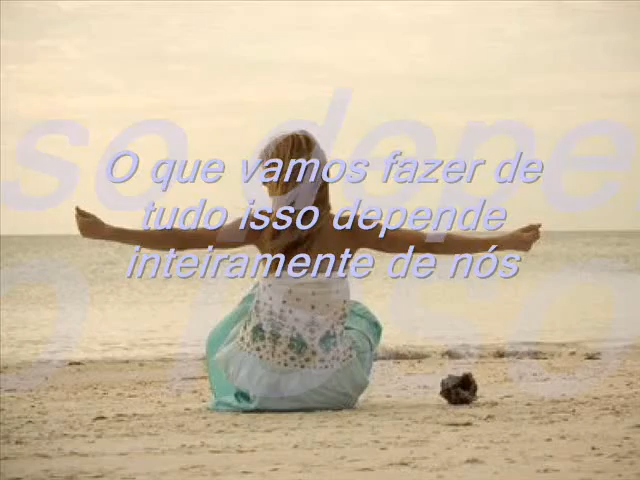 O que vamos fazer de
tudo isso depende
inteiramente de nós